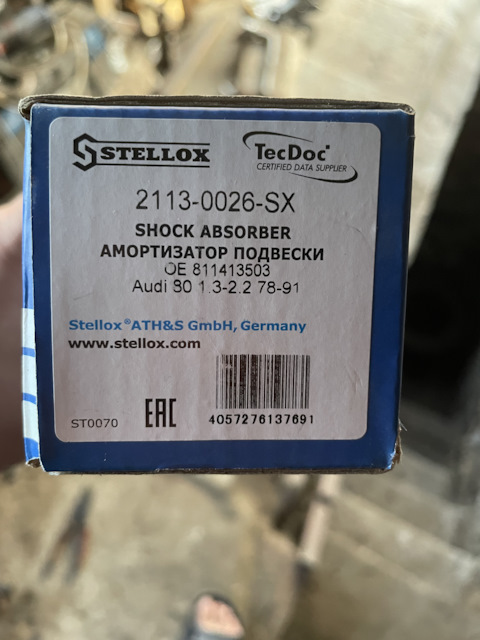 STELLOX
TecDoc
CERTIFIED DATA SUPPLIER
2113-0026-SX
SHOCK ABSORBER
АМОРТИЗАТОР ПОДВЕСКИ
OE 811413503
Audi 80 1.3-2.2 78-91
Stellox®ATH&S GmbH, Germany
www.stellox.com
ST0070
EAC
4057276137691